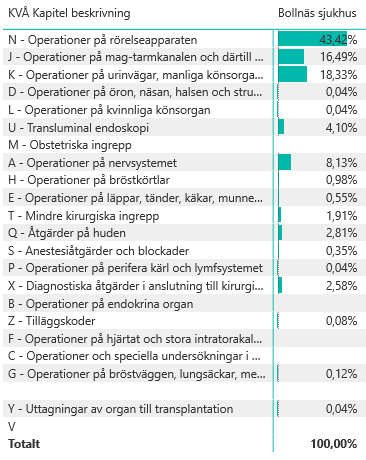 KVÅ Kapitel beskrivning Bollnäs sjukhus
N - Operationer på rörelseapparaten 43,42%
J - Operationer på mag-tarmkanalen och därtill ... 16,49%
K - Operationer på urinvägar, manliga könsorga... 18,33%
D - Operationer på öron, näsan, halsen och stru... 0,04%
L - Operationer på kvinnliga könsorgan 0,04%
U - Transluminal endoskopi 4,10%
M - Obstetriska ingrepp
A - Operationer på nervsystemet 8,13%
H - Operationer på bröstkörtlar 0,98%
E - Operationer på läppar, tänder, käkar, munne... 0,55%
T - Mindre kirurgiska ingrepp 1,91%
Q - Åtgärder på huden 2,81%
S - Anestesiåtgärder och blockader 0,35%
P - Operationer på perifera kärl och lymfsystemet 0,04%
X - Diagnostiska åtgärder i anslutning till kirurgi... 2,58%
B - Operationer på endokrina organ
Z - Tilläggskoder 0,08%
F - Operationer på hjärtat och stora intratorakal...
C - Operationer och speciella undersökningar i ...
G - Operationer på bröstväggen, lungsäckar, me... 0,12%
Y - Uttagningar av organ till transplantation 0,04%
V
Totalt 100,00%